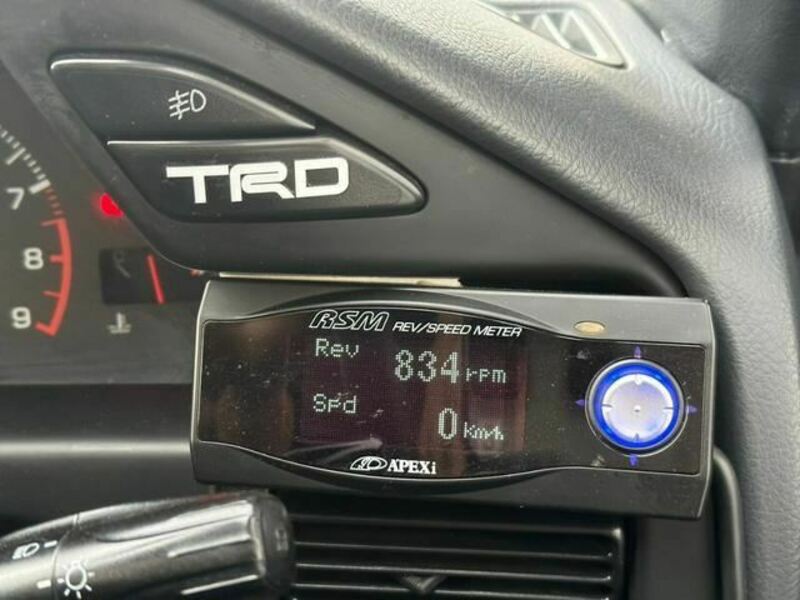 TRD
7
8
9
RSM REV/SPEED METER
Rev 834 rpm
Spd 0 Km/h
APEXi